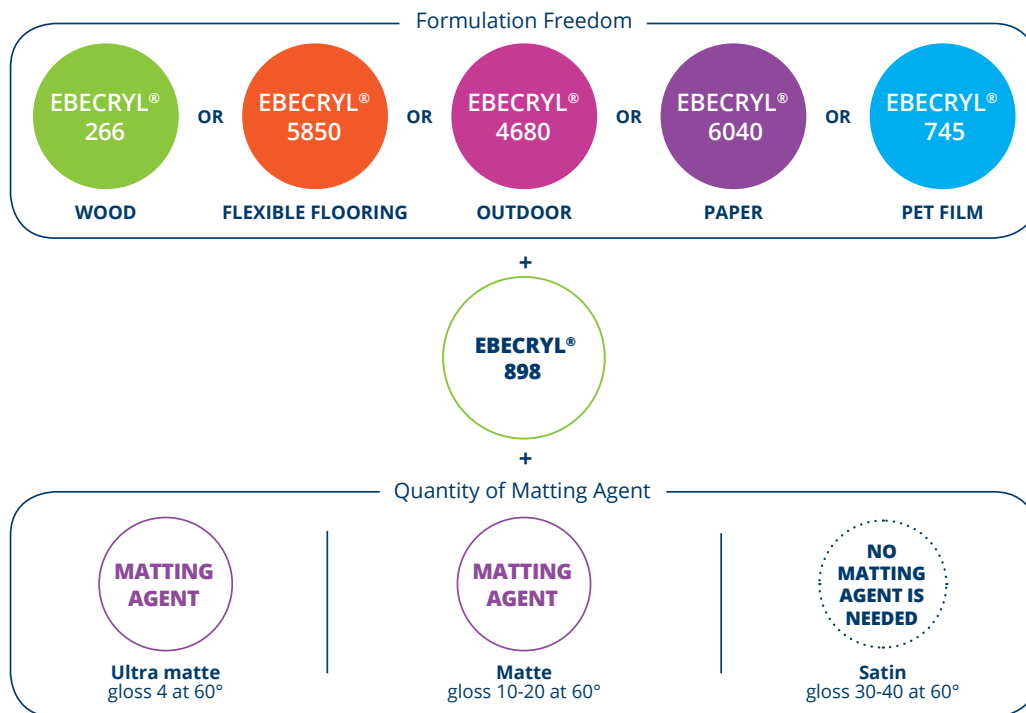 Formulation Freedom
EBECRYL®
266
OR
EBECRYL®
5850
OR
EBECRYL®
4680
OR
EBECRYL®
6040
OR
EBECRYL®
745
WOOD
FLEXIBLE FLOORING
OUTDOOR
PAPER
PET FILM
+
EBECRYL®
898
+
Quantity of Matting Agent
MATTING
AGENT
MATTING
AGENT
NO
MATTING
AGENT IS
NEEDED
Ultra matte
gloss 4 at 60°
Matte
gloss 10-20 at 60°
Satin
gloss 30-40 at 60°